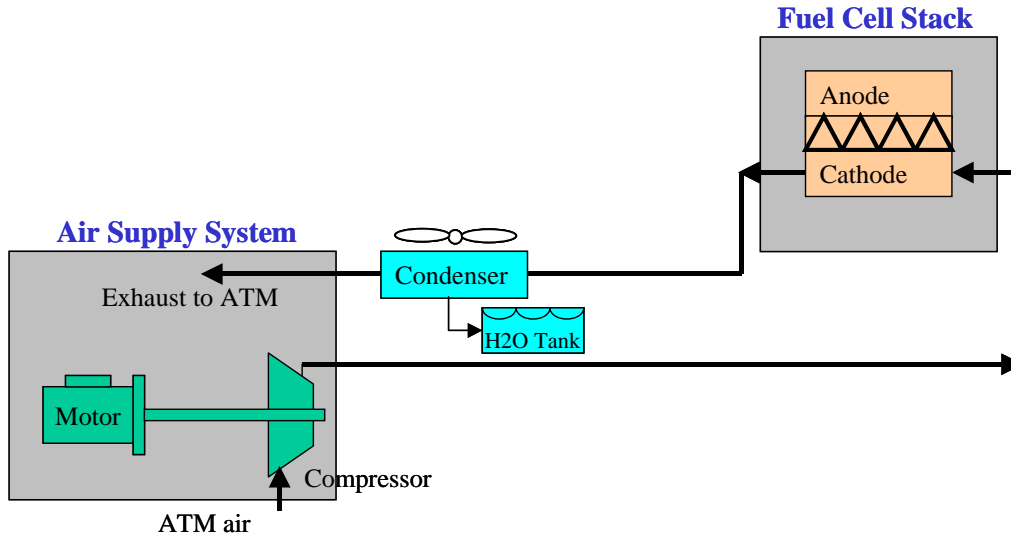 Fuel Cell Stack
Anode
Cathode
Air Supply System
Condenser
Exhaust to ATM
H2O Tank
Motor
Compressor
ATM air